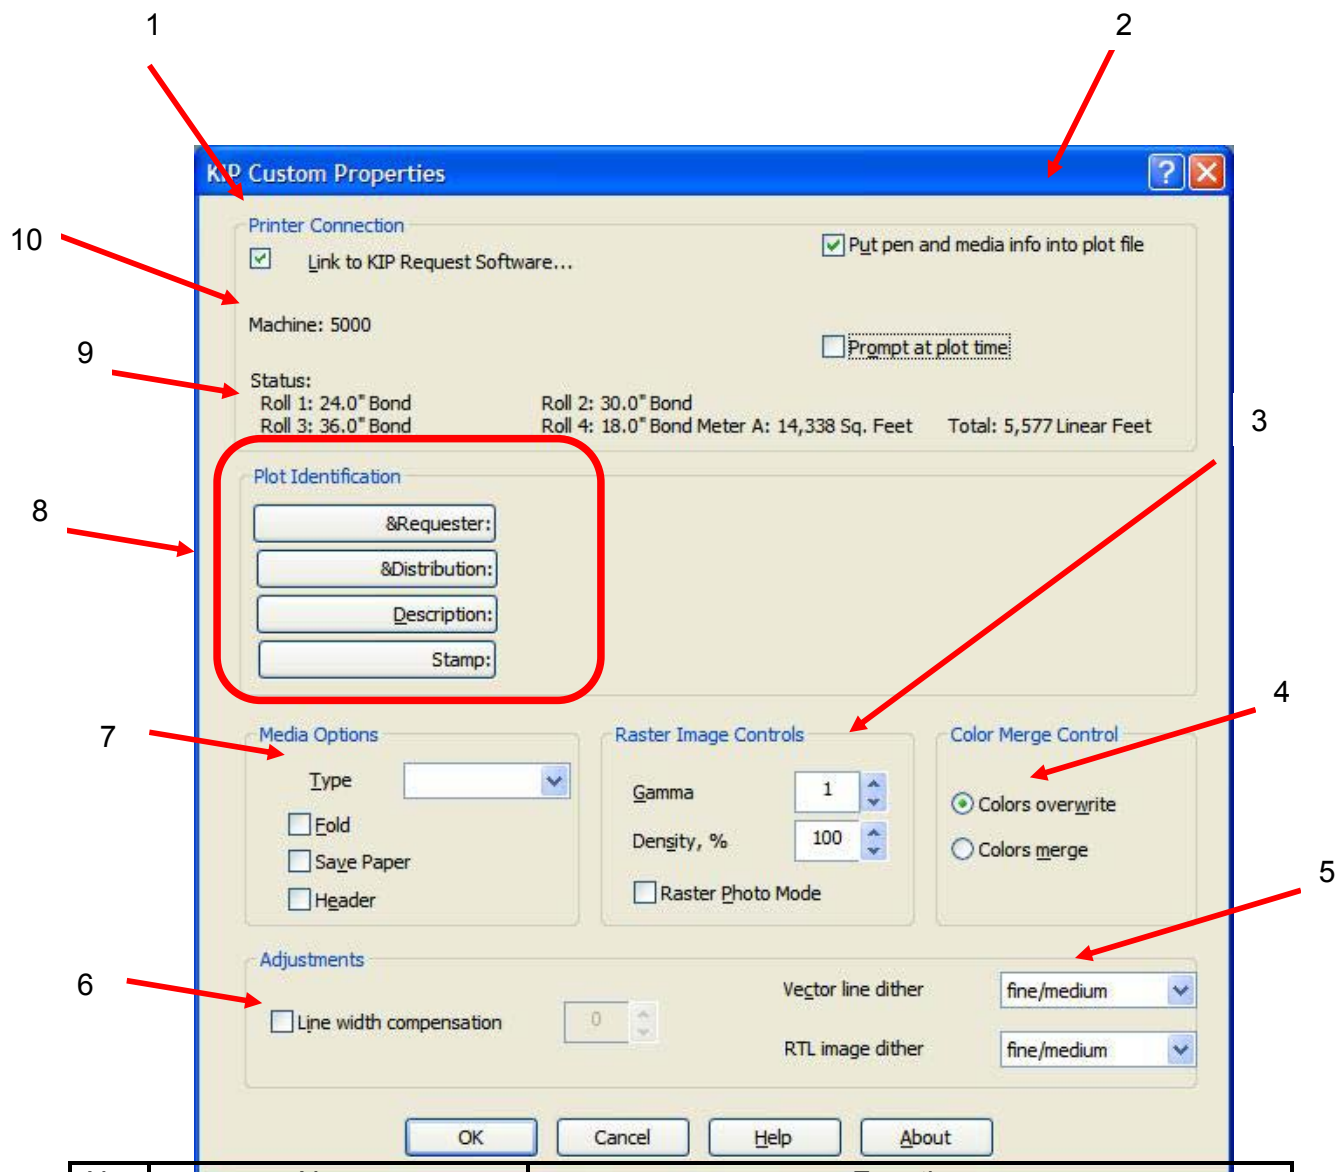 1
2
KIP Custom Properties
Printer Connection
10
Link to KIP Request Software...
Put pen and media info into plot file
Machine: 5000
Prompt at plot time
9
Status:
Roll 1: 24.0" Bond
Roll 2: 30.0" Bond
Roll 3: 36.0" Bond
Roll 4: 18.0" Bond Meter A: 14,338 Sq. Feet
Total: 5,577 Linear Feet
3
Plot Identification
8
&Requester:
&Distribution:
Description:
Stamp:
4
7
Media Options
Raster Image Controls
Color Merge Control
Type
Gamma
1
Colors overwrite
Fold
Density, %
100
Colors merge
Save Paper
Raster Photo Mode
Header
5
Adjustments
6
Vector line dither
fine/medium
Line width compensation
0
RTL image dither
fine/medium
OK
Cancel
Help
About